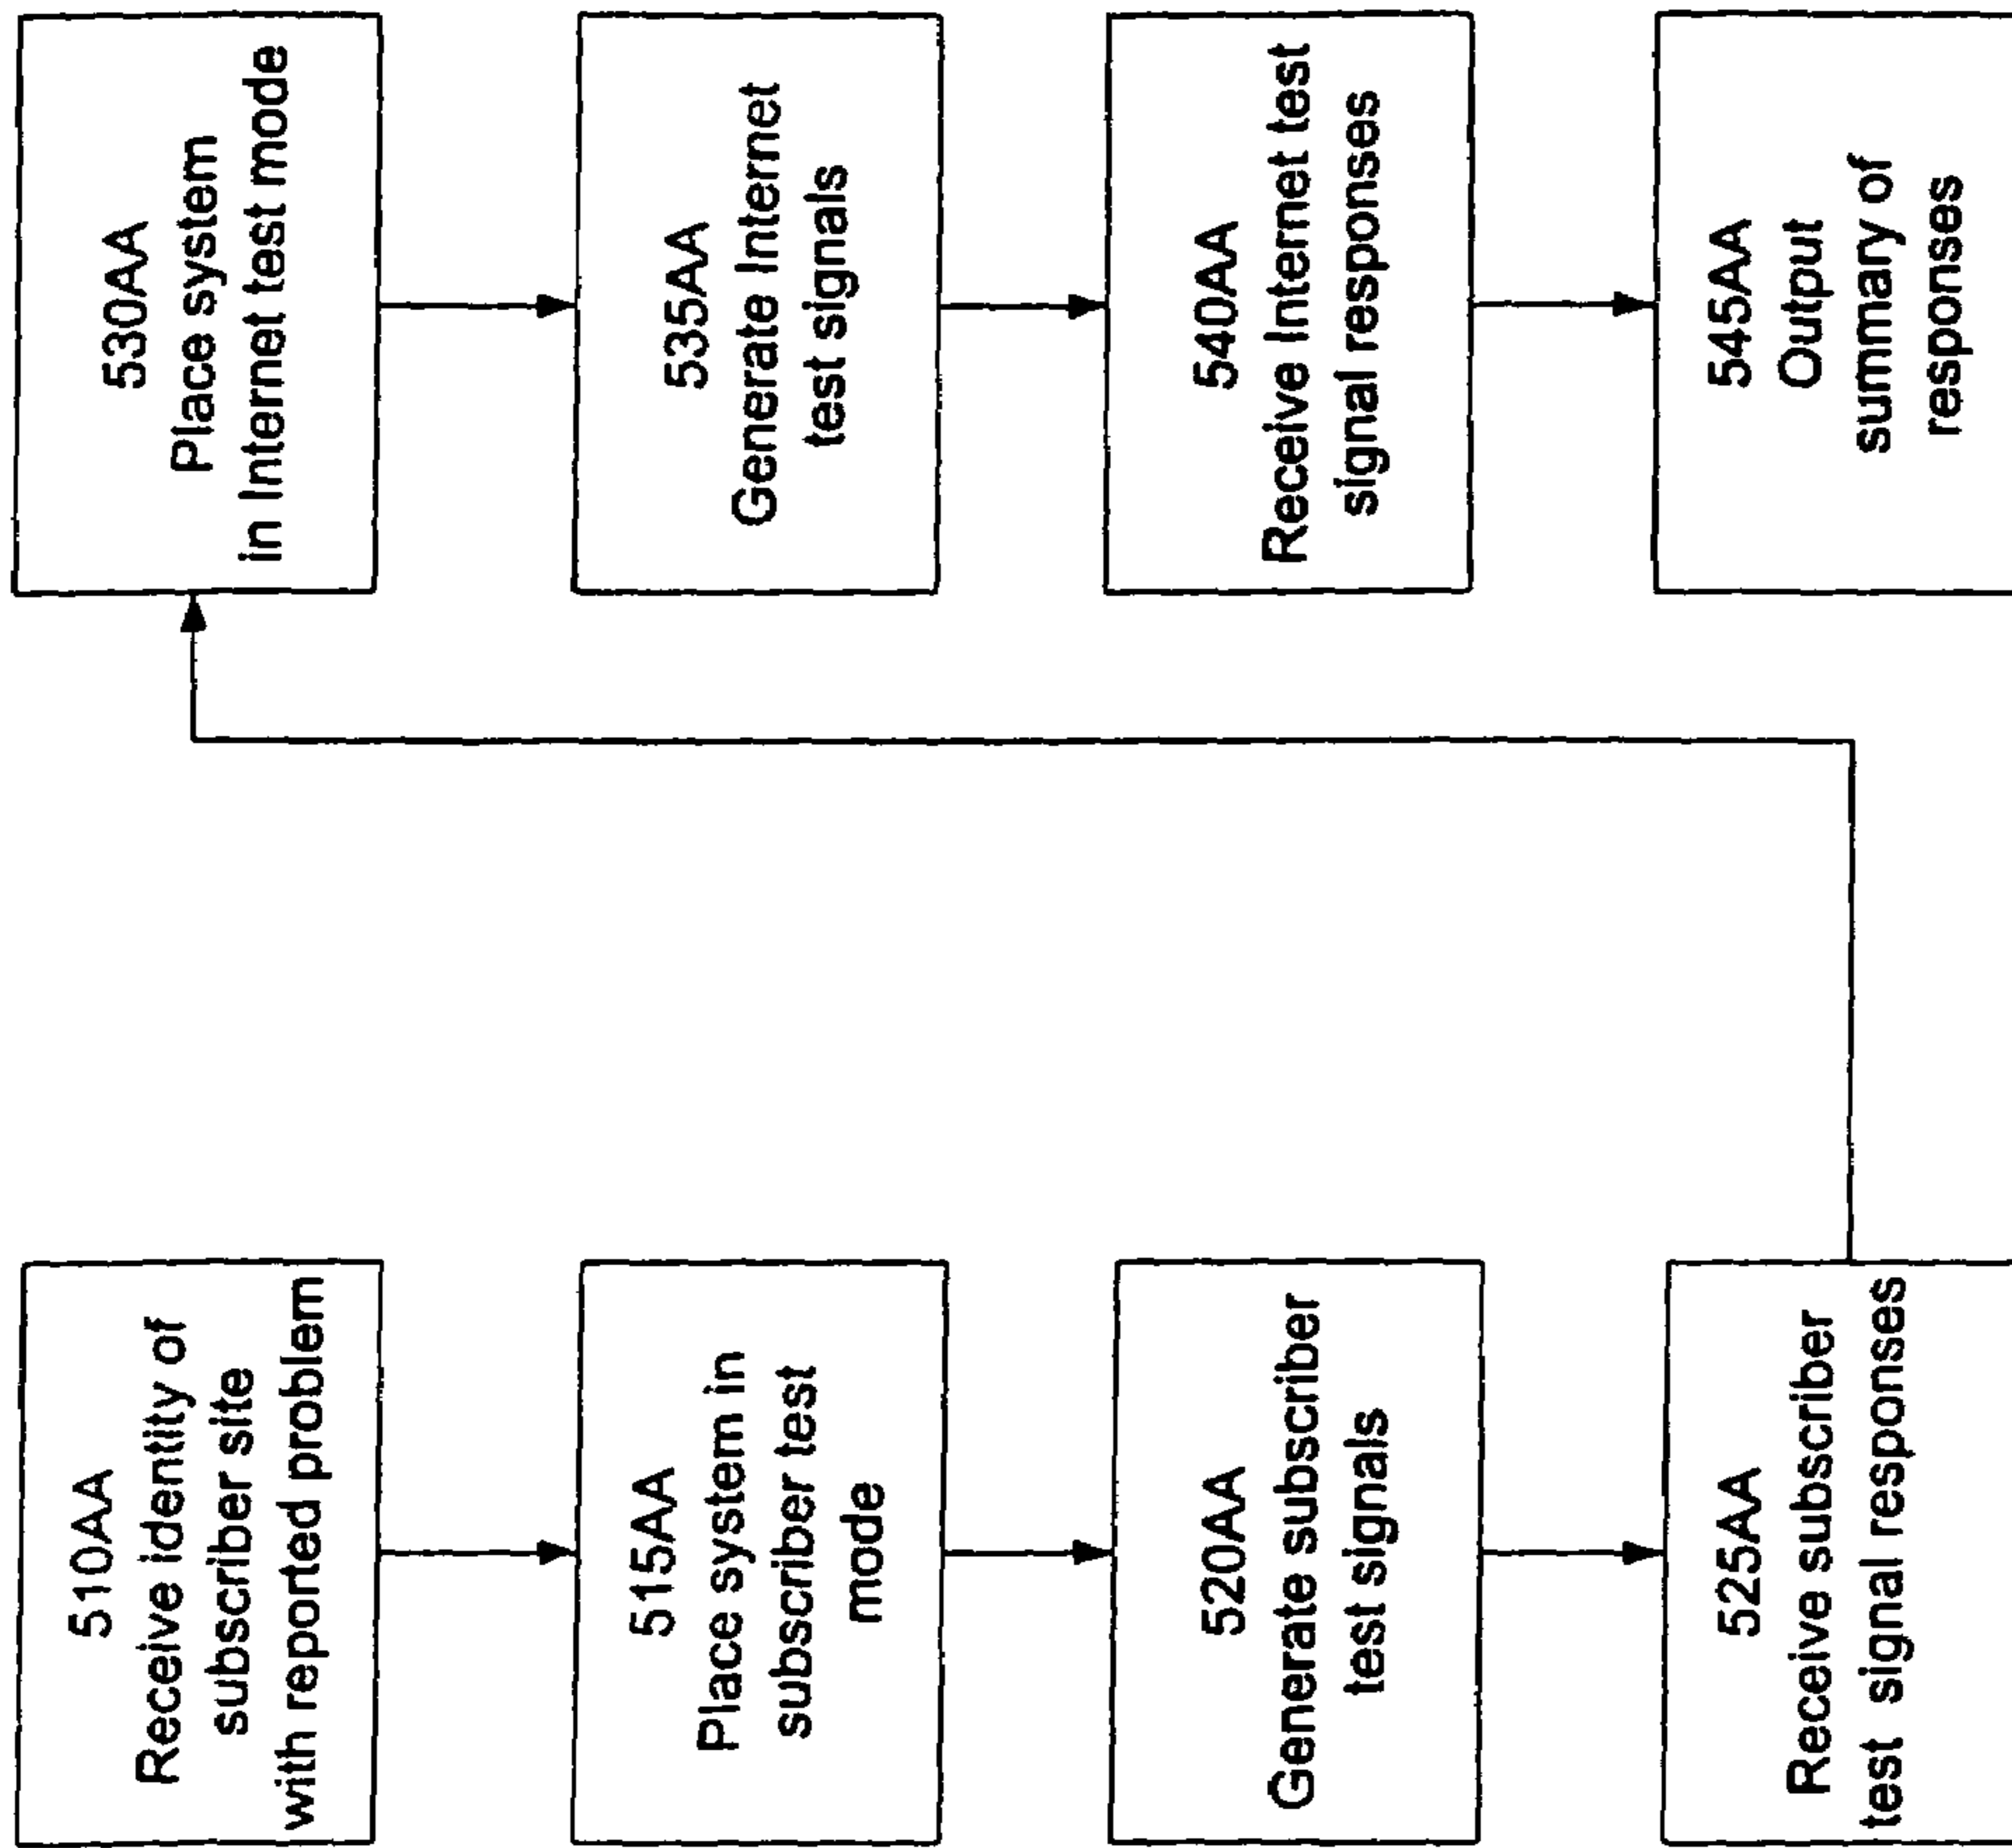 510AA
Receive identity of
subscriber site
with reported problem
515AA
Place system in
subscriber test
mode
520AA
Generate subscriber
test signals
525AA
Receive subscriber
test signal responses
530AA
Place system
in Internet test mode
535AA
Generate Internet
test signals
540AA
Receive Internet test
signal responses
545AA
Output
summary of
responses